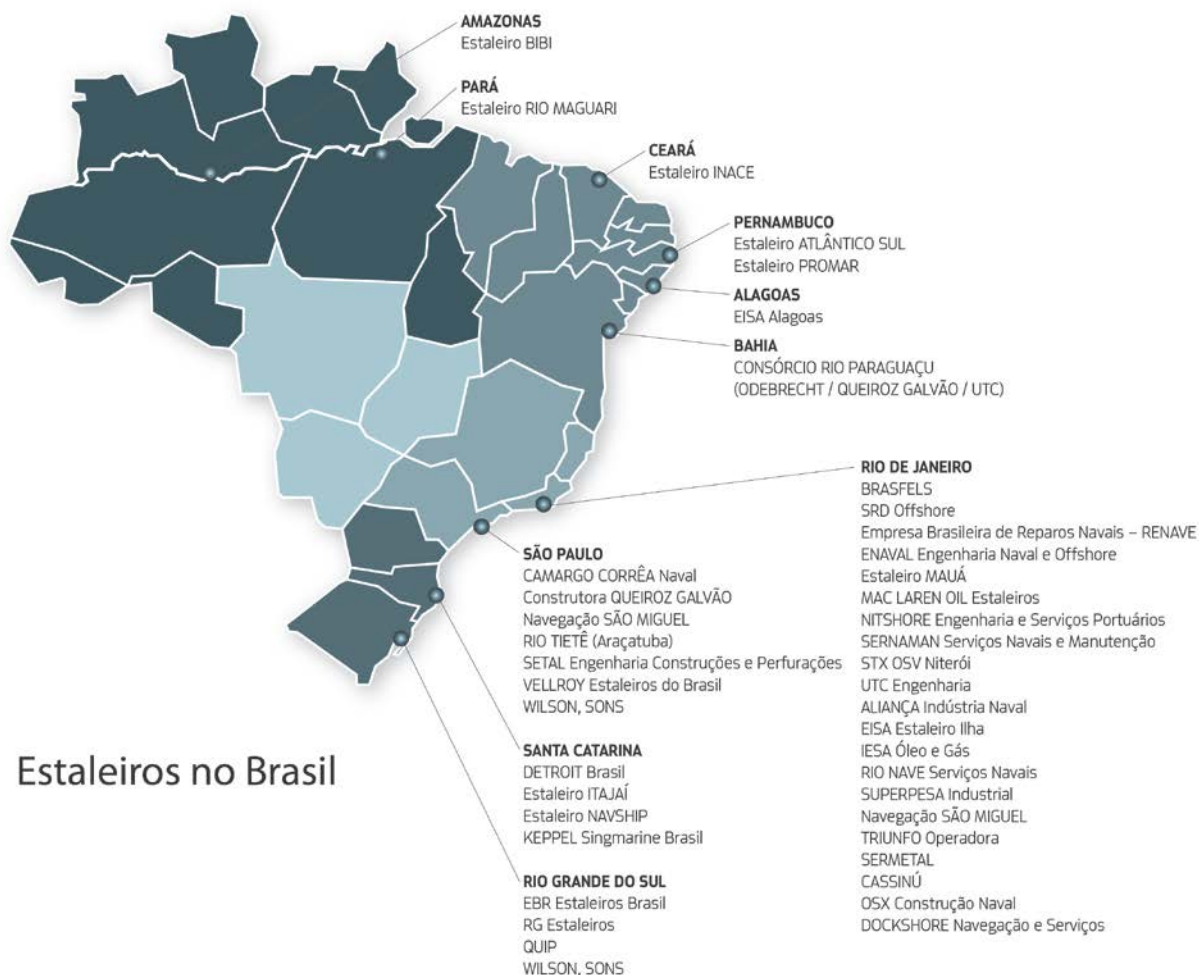 AMAZONAS
Estaleiro BIBI
PARÁ
Estaleiro RIO MAGUARI
CEARÁ
Estaleiro INACE
PERNAMBUCO
Estaleiro ATLÂNTICO SUL
Estaleiro PROMAR
ALAGOAS
EISA Alagoas
BAHIA
CONSÓRCIO RIO PARAGUAÇU
(ODEBRECHT / QUEIROZ GALVÃO / UTC)
RIO DE JANEIRO
BRASFELS
SRD Offshore
Empresa Brasileira de Reparos Navais – RENAVE
ENAVAL Engenharia Naval e Offshore
Estaleiro MAUÁ
MAC LAREN OIL Estaleiros
NITSHORE Engenharia e Serviços Portuários
SERNAMAN Serviços Navais e Manutenção
STX OSV Niterói
UTC Engenharia
ALIANÇA Indústria Naval
EISA Estaleiro Ilha
IESA Óleo e Gás
RIO NAVE Serviços Navais
SUPERPESA Industrial
Navegação SÃO MIGUEL
TRIUNFO Operadora
SERMETAL
CASSINÚ
OSX Construção Naval
DOCKSHORE Navegação e Serviços
SÃO PAULO
CAMARGO CORRÊA Naval
Construtora QUEIROZ GALVÃO
Navegação SÃO MIGUEL
RIO TIETÊ (Araçatuba)
SETAL Engenharia Construções e Perfurações
VELLROY Estaleiros do Brasil
WILSON, SONS
SANTA CATARINA
DETROIT Brasil
Estaleiro ITAJAÍ
Estaleiro NAVSHIP
KEPPEL Singmarine Brasil
RIO GRANDE DO SUL
EBR Estaleiros Brasil
RG Estaleiros
QUIP
WILSON, SONS
Estaleiros no Brasil